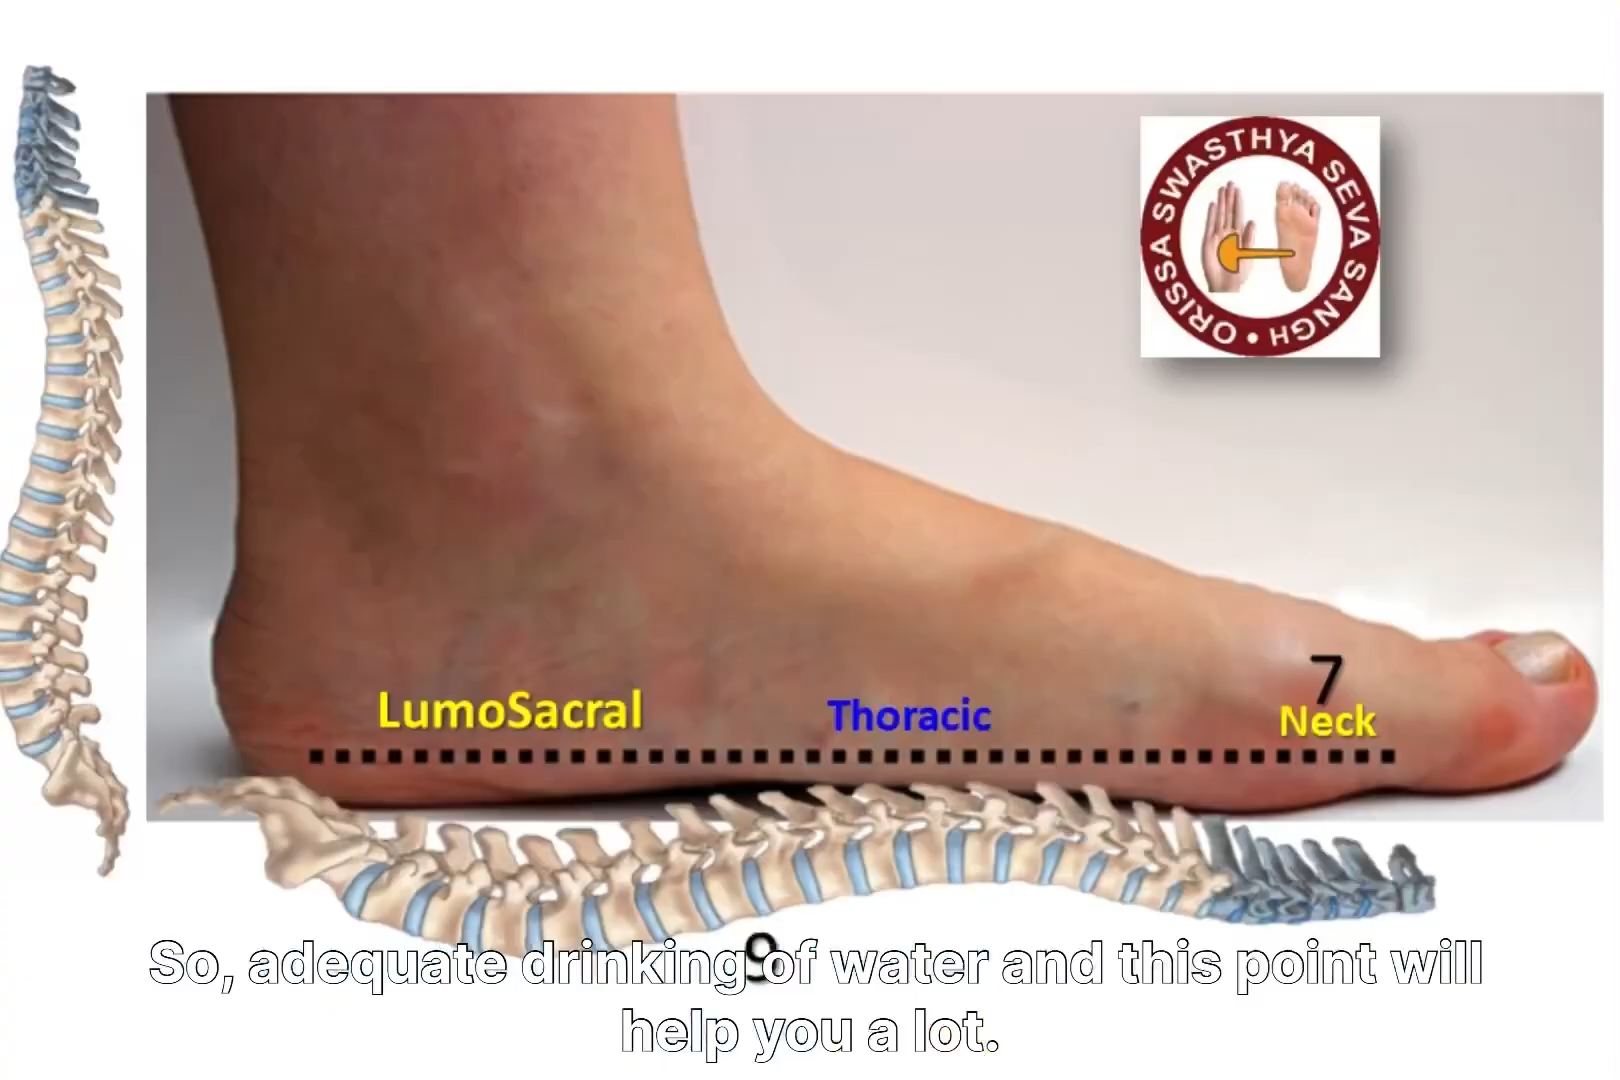 ORISSA SWASTHYA SEVA SANGH •
7
LumoSacral
Thoracic
Neck
9
So, adequate drinking of water and this point will
help you a lot.